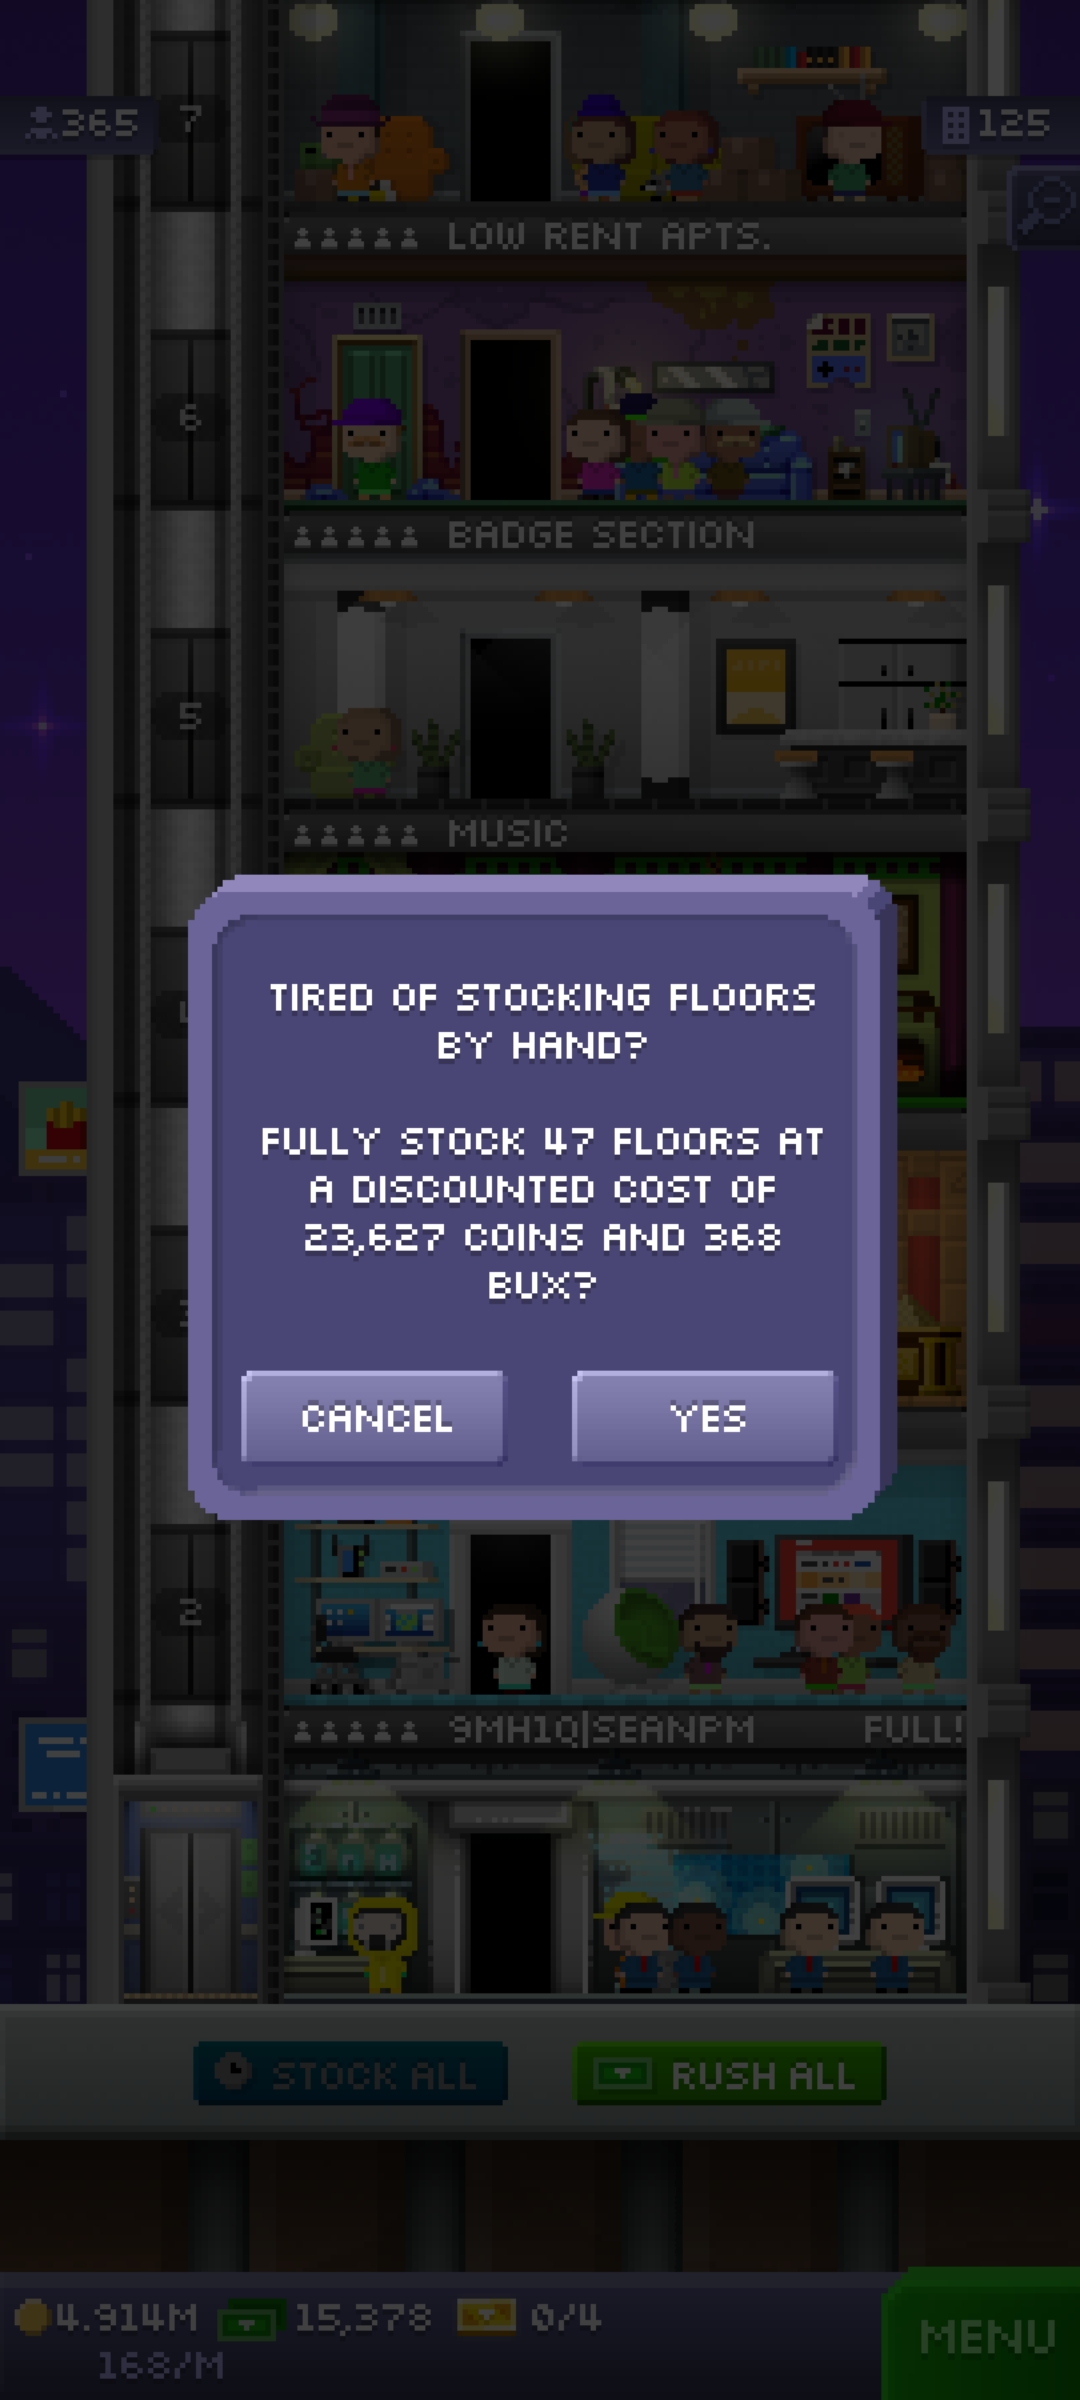 365
7
125
LOW RENT APTS.
6
BADGE SECTION
5
MUSIC
TIRED OF STOCKING FLOORS
BY HAND?
FULLY STOCK 47 FLOORS AT
A DISCOUNTED COST OF
23,627 COINS AND 368
BUX?
CANCEL
YES
2
9MH1Q|SEANPM
FULL!
STOCK ALL
RUSH ALL
4.914M
15,378
0/4
168/M
MENU